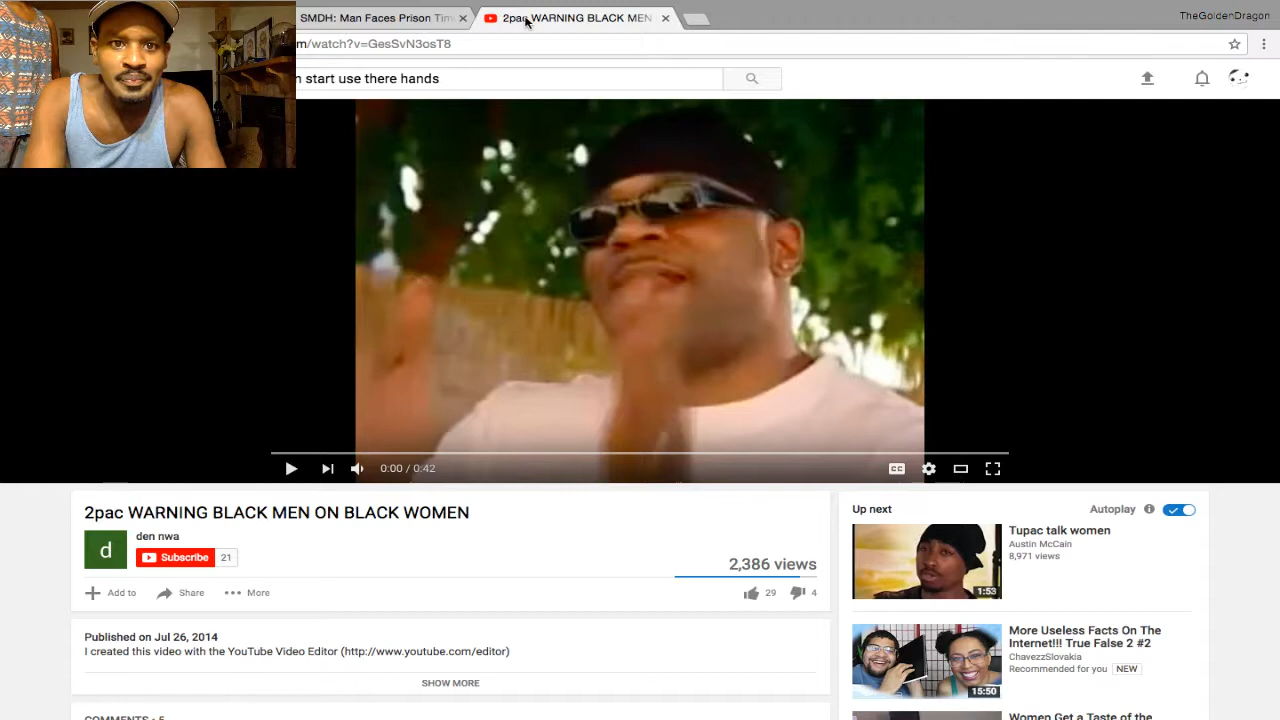 SMDH: Man Faces Prison Tim
2pac WARNING BLACK MEN
TheGoldenDragon
m/watch?v=GesSvN3osT8
n start use there hands
0:00 / 0:42
CC
2pac WARNING BLACK MEN ON BLACK WOMEN
d
den nwa
Subscribe 21
2,386 views
Add to Share More
29 4
Published on Jul 26, 2014
I created this video with the YouTube Video Editor (http://www.youtube.com/editor)
SHOW MORE
COMMENTS • 5
Up next
Autoplay
Tupac talk women
Austin McCain
8,971 views
1:53
More Useless Facts On The
Internet!!! True False 2 #2
ChavezzSlovakia
Recommended for you NEW
15:50
Women Get a Taste of the